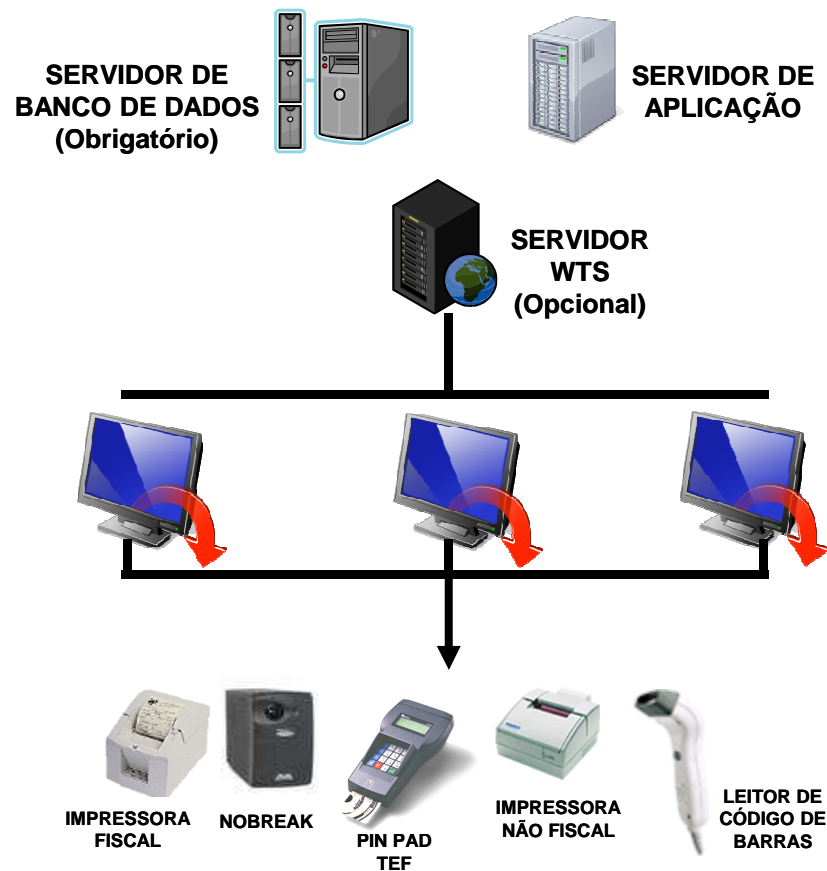 SERVIDOR DE
BANCO DE DADOS
(Obrigatório)
SERVIDOR DE
APLICAÇÃO
SERVIDOR
WTS
(Opcional)
IMPRESSORA
FISCAL
NOBREAK
PIN PAD
TEF
IMPRESSORA
NÃO FISCAL
LEITOR DE
CÓDIGO DE
BARRAS